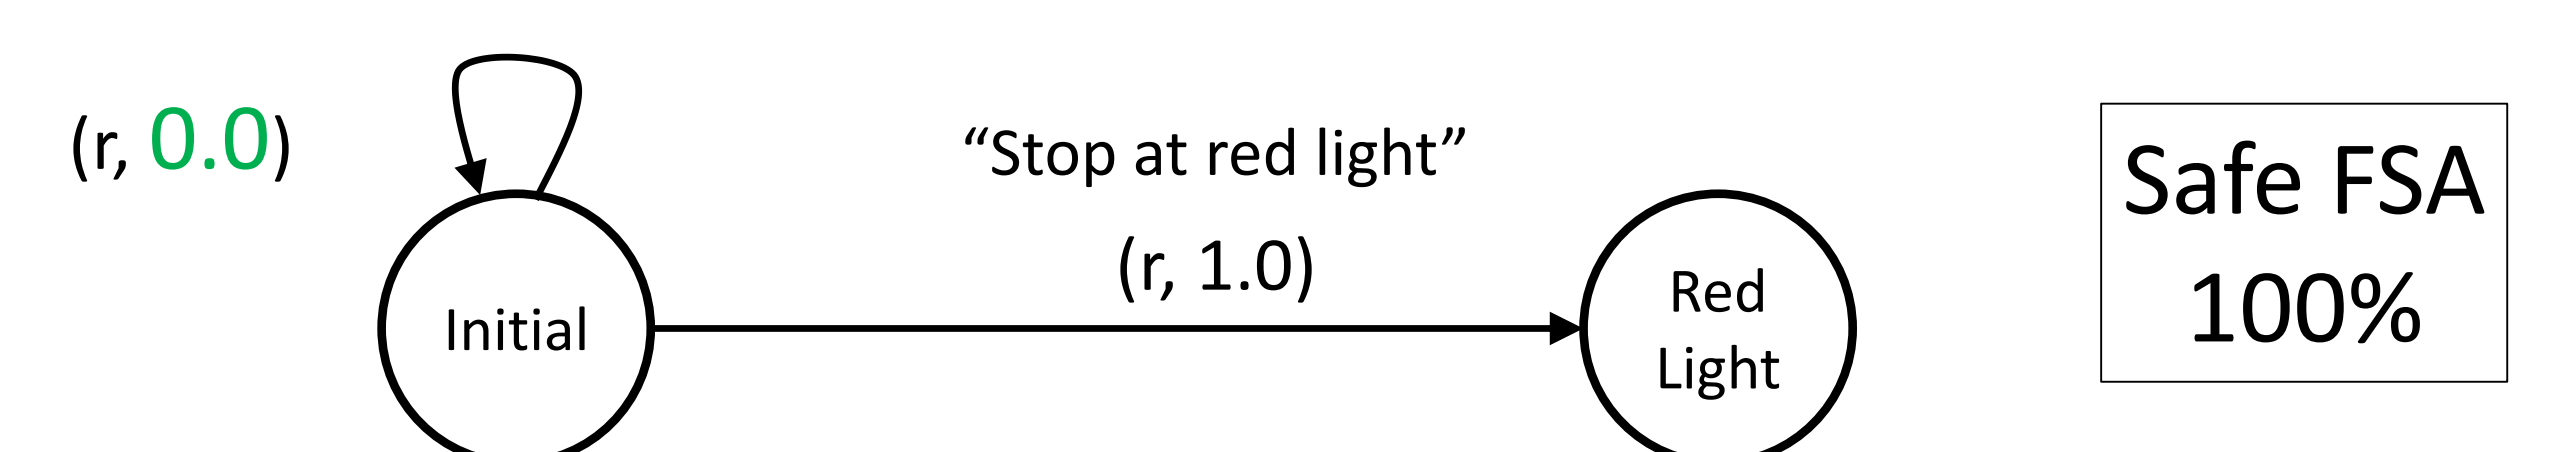 (r, 0.0)
“Stop at red light”
(r, 1.0)
Initial
Red
Light
Safe FSA
100%